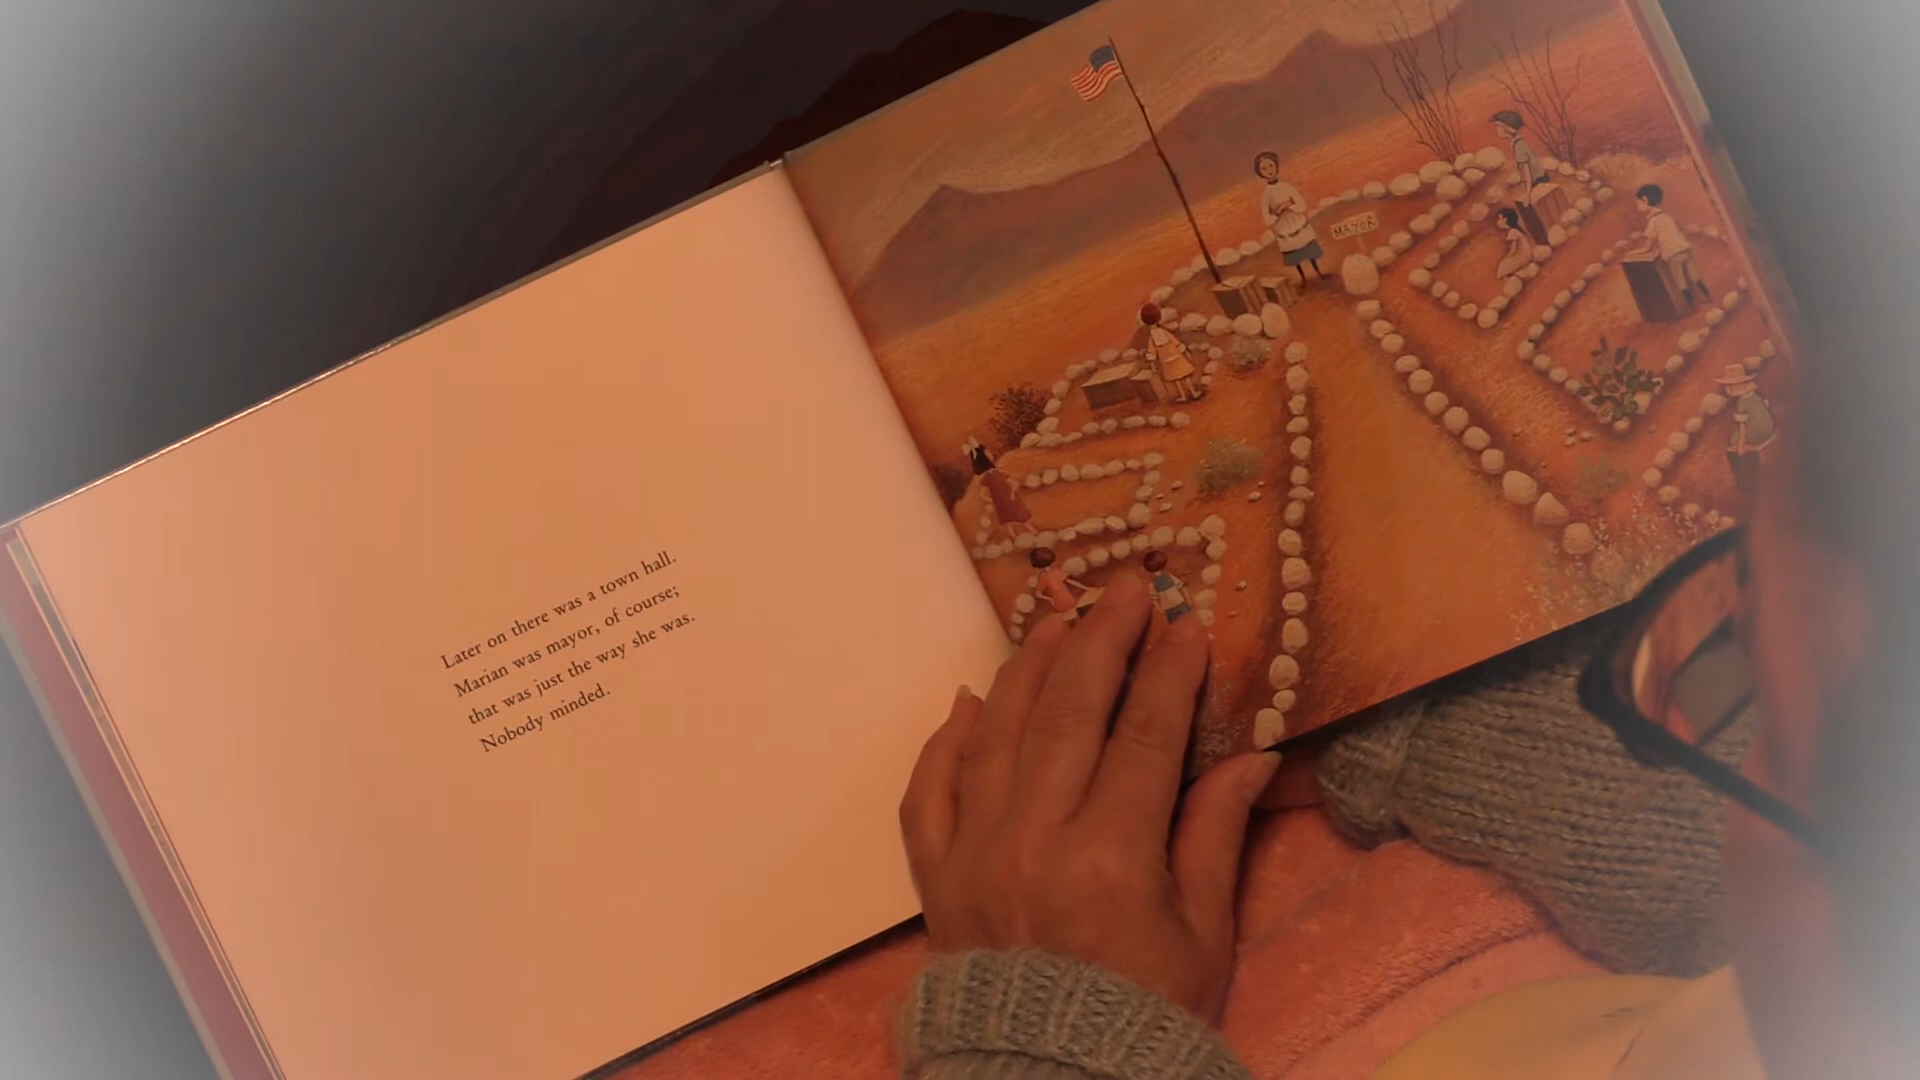 Later on there was a town hall.
Marian was mayor, of course;
that was just the way she was.
Nobody minded.
MAYOR